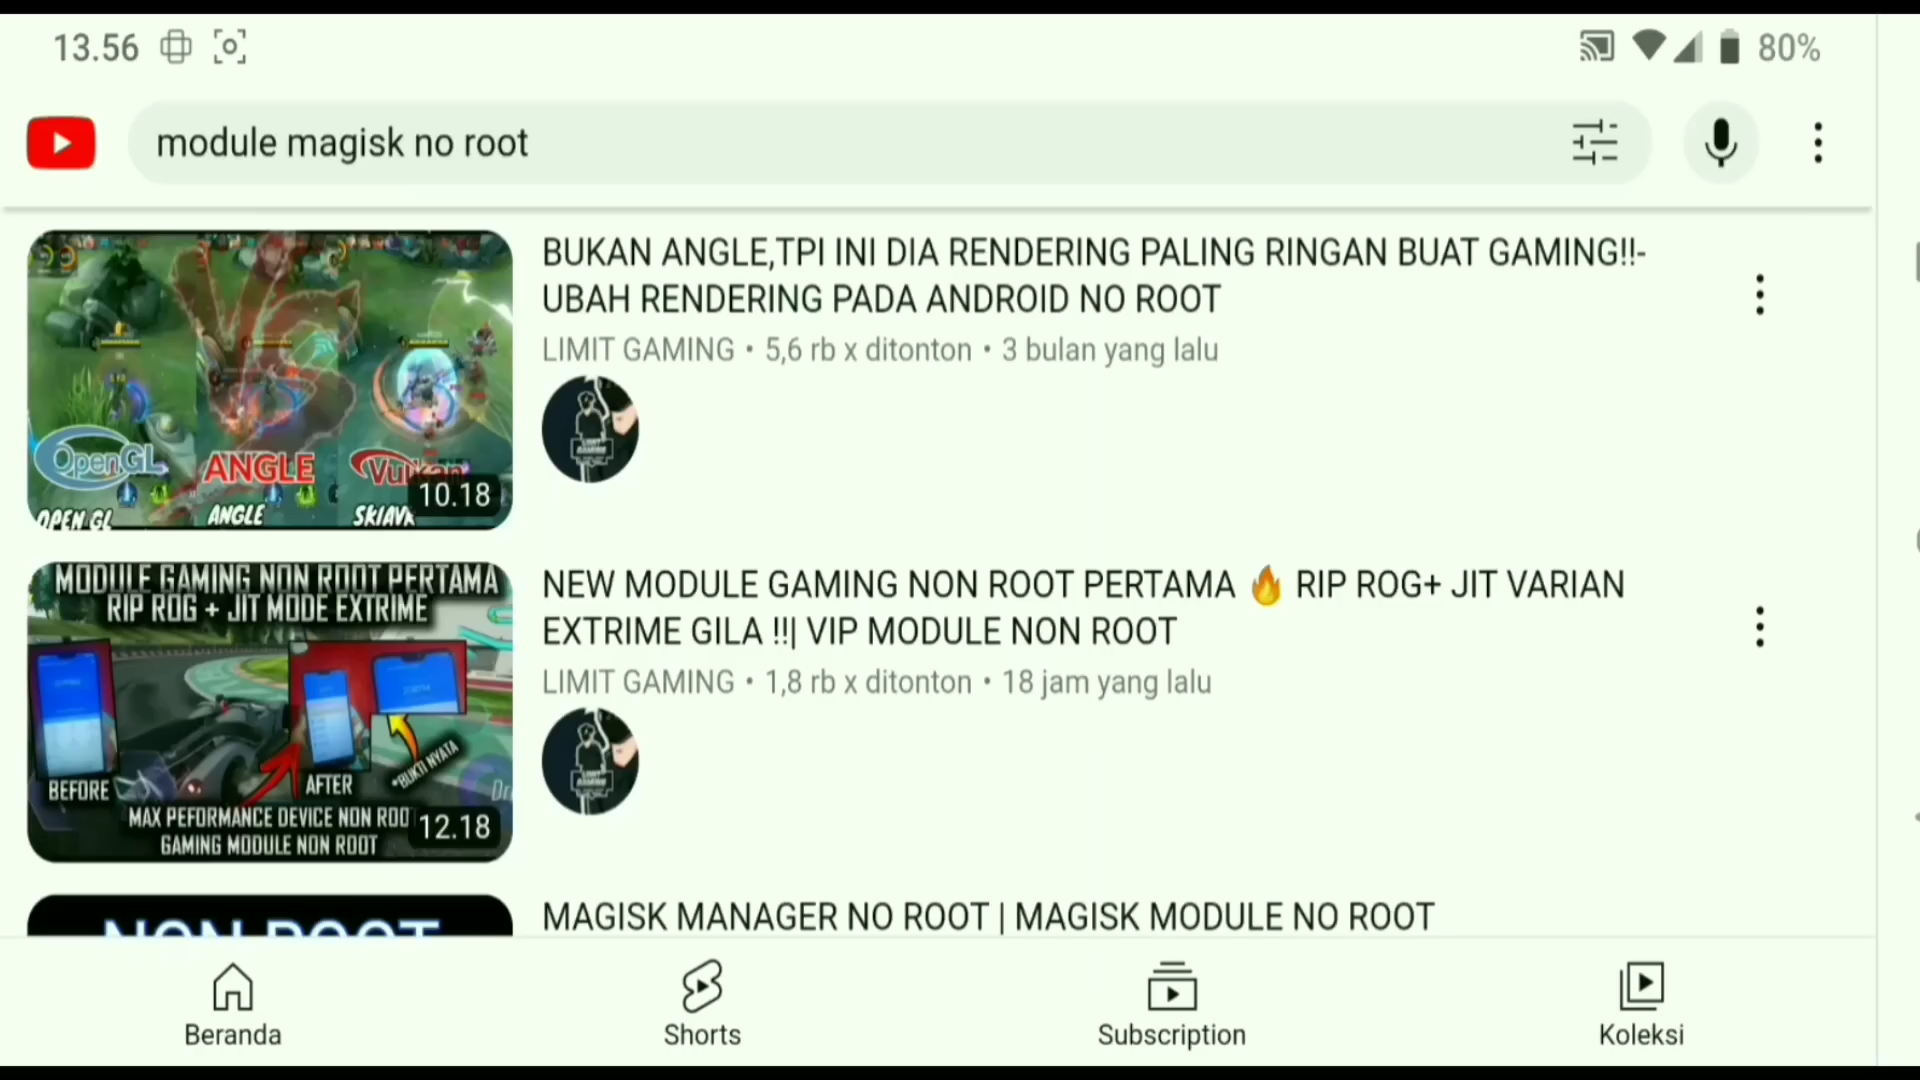 13.56
80%
module magisk no root
OpenGL ANGLE Vulkan
10.18
OPEN GL ANGLE SKIAVK
BUKAN ANGLE,TPI INI DIA RENDERING PALING RINGAN BUAT GAMING!!-
UBAH RENDERING PADA ANDROID NO ROOT
LIMIT GAMING • 5,6 rb x ditonton • 3 bulan yang lalu
MODULE GAMING NON ROOT PERTAMA
RIP ROG + JIT MODE EXTRIME
BEFORE
AFTER
*BUKTI NYATA
MAX PEFORMANCE DEVICE NON ROO
GAMING MODULE NON ROOT
12.18
NEW MODULE GAMING NON ROOT PERTAMA 🔥 RIP ROG+ JIT VARIAN
EXTRIME GILA !!| VIP MODULE NON ROOT
LIMIT GAMING • 1,8 rb x ditonton • 18 jam yang lalu
NON ROOT
MAGISK MANAGER NO ROOT | MAGISK MODULE NO ROOT
Beranda
Shorts
Subscription
Koleksi